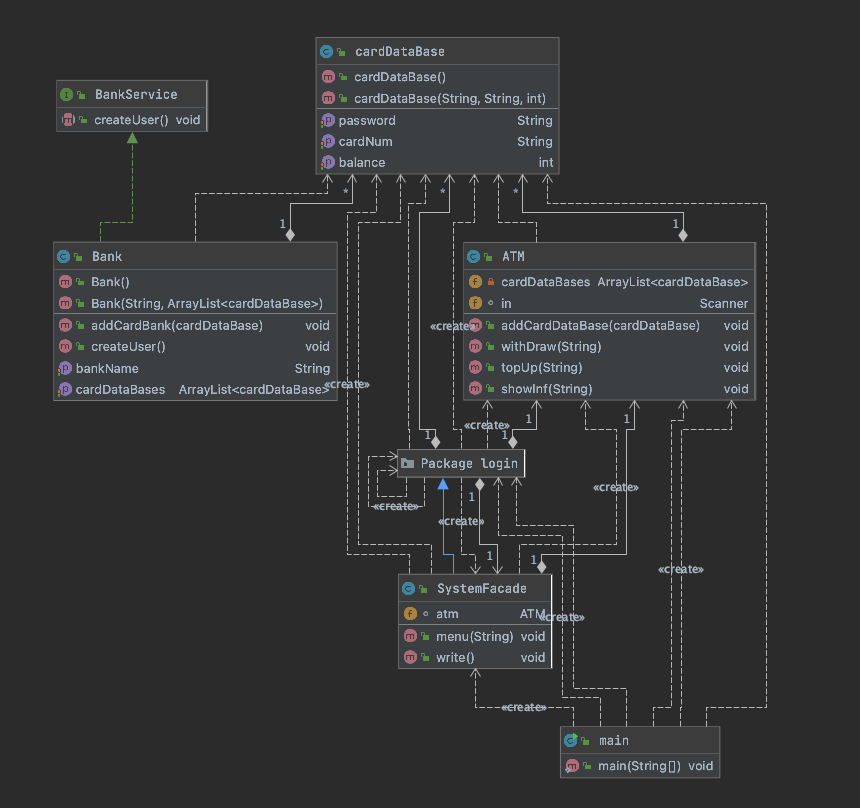 cardDataBase
cardDataBase()
cardDataBase(String, String, int)
password String
cardNum String
balance int
BankService
createUser() void
*
*
*
1
1
Bank
Bank()
Bank(String, ArrayList<cardDataBase>)
addCardBank(cardDataBase) void
createUser() void
bankName String
cardDataBases ArrayList<cardDataBase>
ATM
cardDataBases ArrayList<cardDataBase>
in Scanner
addCardDataBase(cardDataBase) void
withDraw(String) void
topUp(String) void
showInf(String) void
«create»
«create»
«create»
1
1
1
1
Package login
«create»
1
«create»
«create»
1
1
«create»
SystemFacade
atm ATM
menu(String) void
write() void
«create»
«create»
main
main(String[]) void